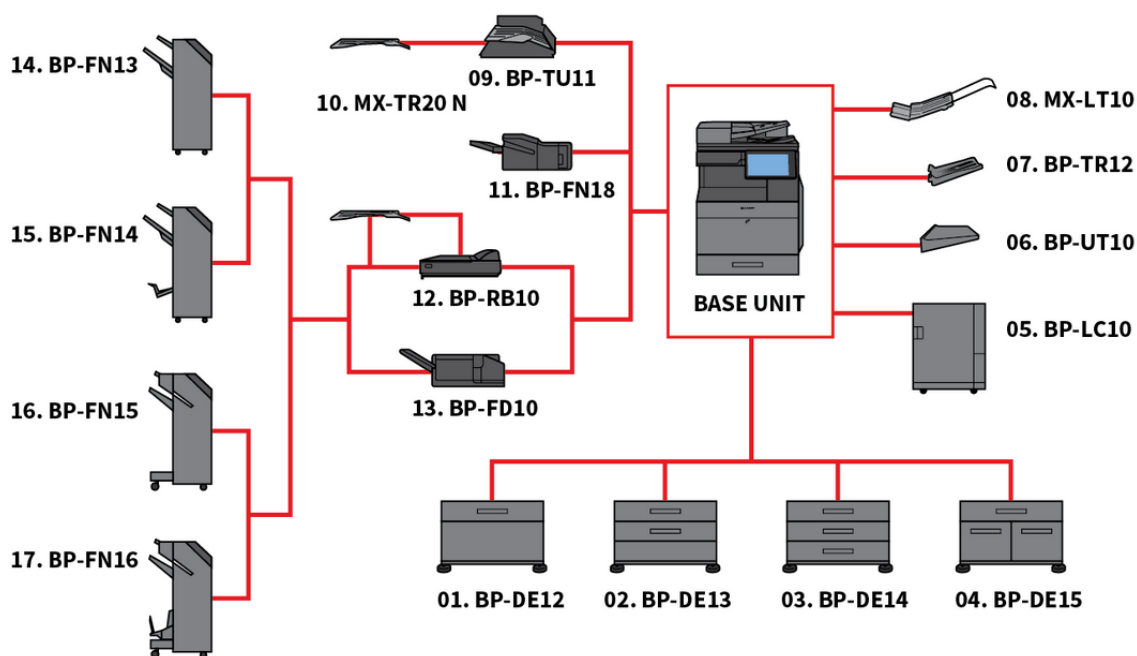 14. BP-FN13
10. MX-TR20 N
09. BP-TU11
08. MX-LT10
07. BP-TR12
11. BP-FN18
15. BP-FN14
06. BP-UT10
12. BP-RB10
BASE UNIT
05. BP-LC10
16. BP-FN15
13. BP-FD10
17. BP-FN16
01. BP-DE12
02. BP-DE13
03. BP-DE14
04. BP-DE15